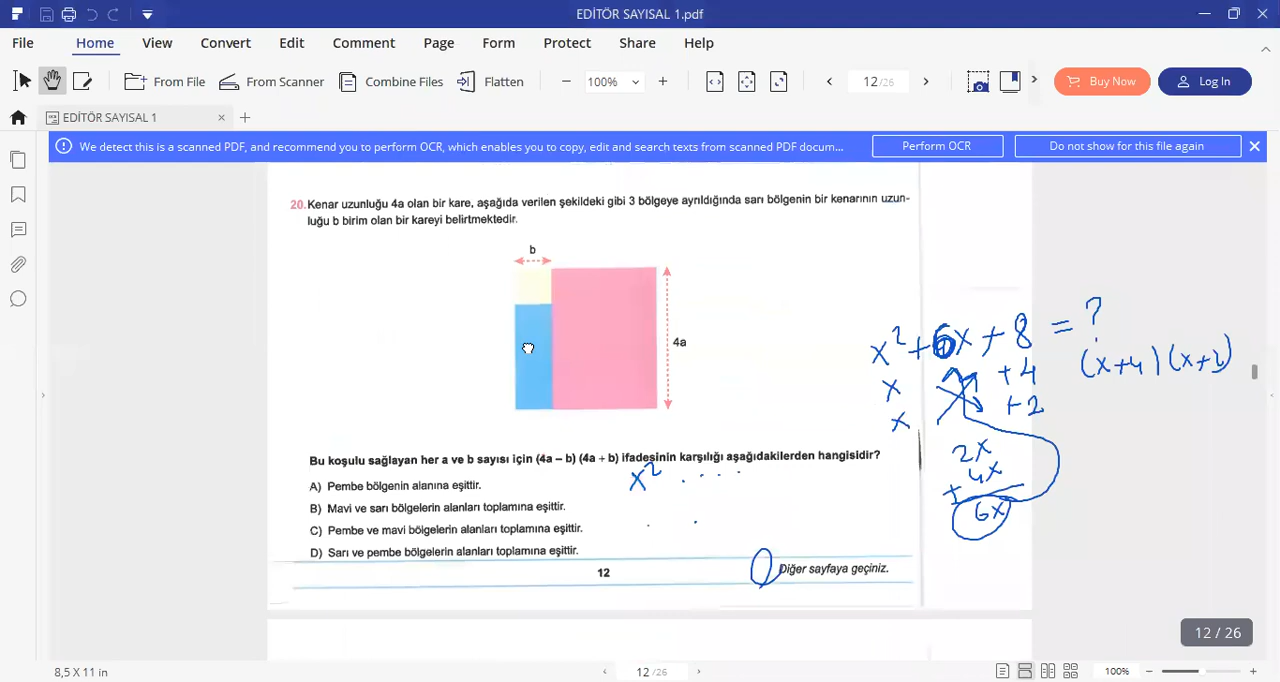 EDİTÖR SAYISAL 1.pdf
File Home View Convert Edit Comment Page Form Protect Share Help
From File From Scanner Combine Files Flatten 100% 12/26 Buy Now Log In
EDİTÖR SAYISAL 1
We detect this is a scanned PDF, and recommend you to perform OCR, which enables you to copy, edit and search texts from scanned PDF docum... Perform OCR Do not show for this file again
20. Kenar uzunluğu 4a olan bir kare, aşağıda verilen şekildeki gibi 3 bölgeye ayrıldığında sarı bölgenin bir kenarının uzun-
luğu b birim olan bir kareyi belirtmektedir.
b
4a
x² + 6x + 8 = ?
(x+4)(x+2)
x +4
x +2
2x
+ 4x
6x
Bu koşulu sağlayan her a ve b sayısı için (4a – b) (4a + b) ifadesinin karşılığı aşağıdakilerden hangisidir?
x² . . . .
A) Pembe bölgenin alanına eşittir.
B) Mavi ve sarı bölgelerin alanları toplamına eşittir.
C) Pembe ve mavi bölgelerin alanları toplamına eşittir.
D) Sarı ve pembe bölgelerin alanları toplamına eşittir.
12
Diğer sayfaya geçiniz.
12 / 26
8,5 X 11 in 12 /26 100%